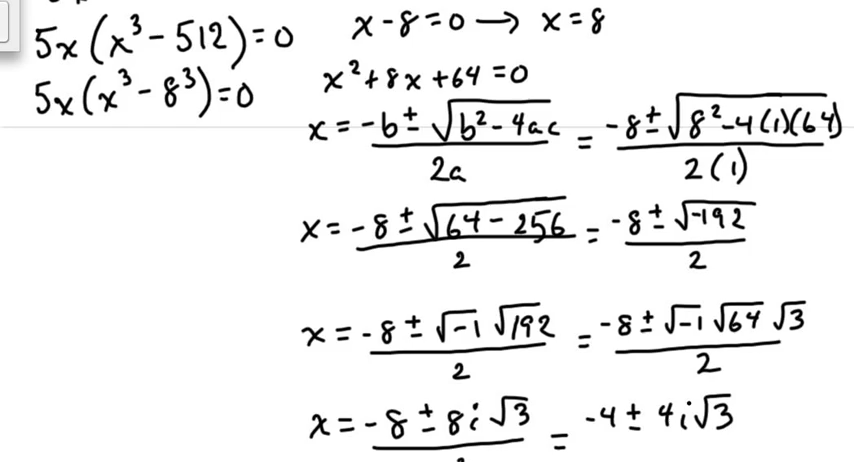 5x(x³ - 512) = 0
5x(x³ - 8³) = 0
x - 8 = 0 → x = 8
x² + 8x + 64 = 0
x = -b ± √(b² - 4ac) / 2a = -8 ± √(8² - 4(1)(64)) / 2(1)
x = -8 ± √(64 - 256) / 2 = -8 ± √(-192) / 2
x = -8 ± √-1 √192 / 2 = -8 ± √-1 √64 √3 / 2
x = -8 ± 8i√3 / = -4 ± 4i√3